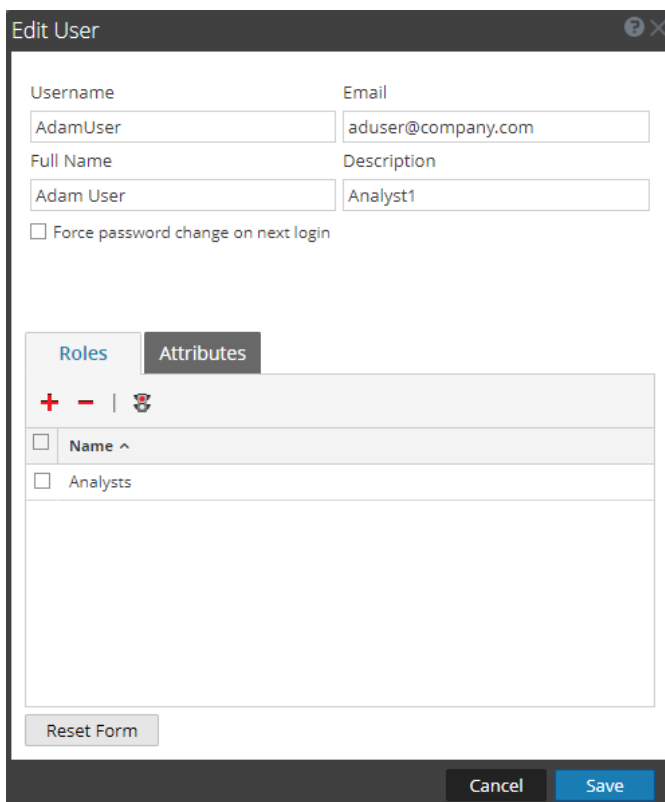 Edit User
Username Email
AdamUser aduser@company.com
Full Name Description
Adam User Analyst1
Force password change on next login
Roles Attributes
Name
Analysts
Reset Form
Cancel Save